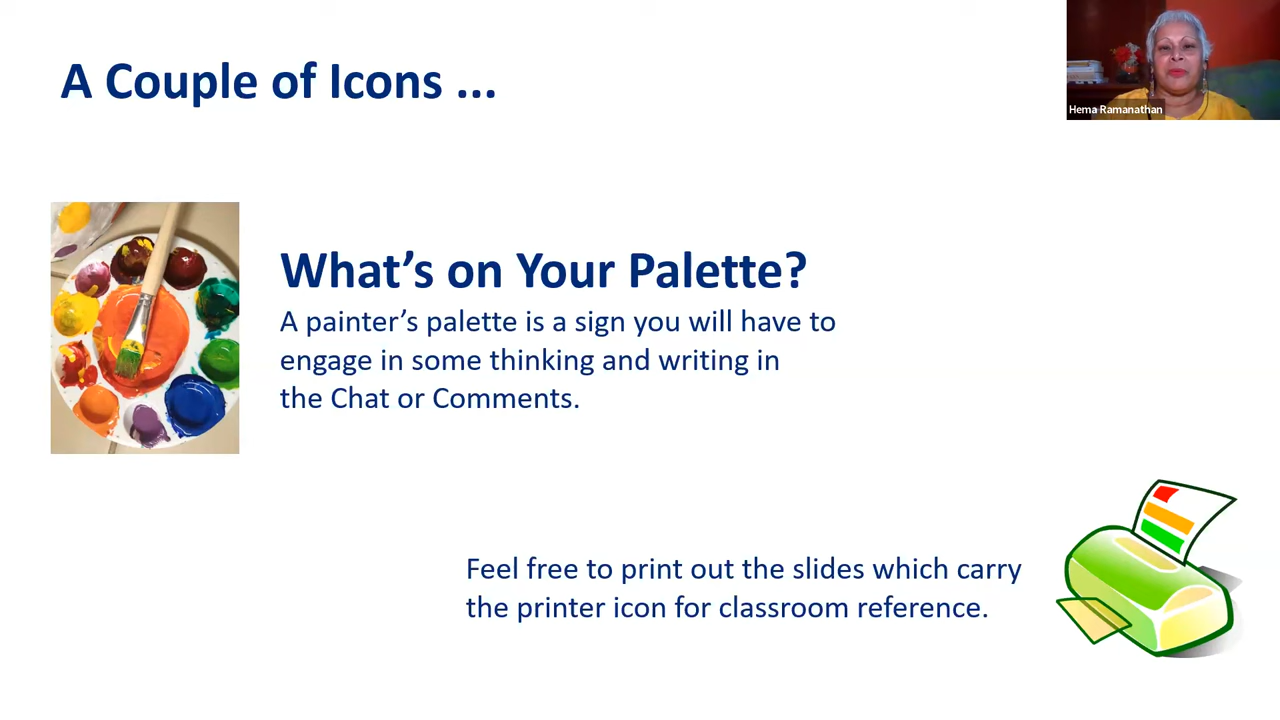 A Couple of Icons ...
Hema Ramanathan
What’s on Your Palette?
A painter’s palette is a sign you will have to
engage in some thinking and writing in
the Chat or Comments.
Feel free to print out the slides which carry
the printer icon for classroom reference.